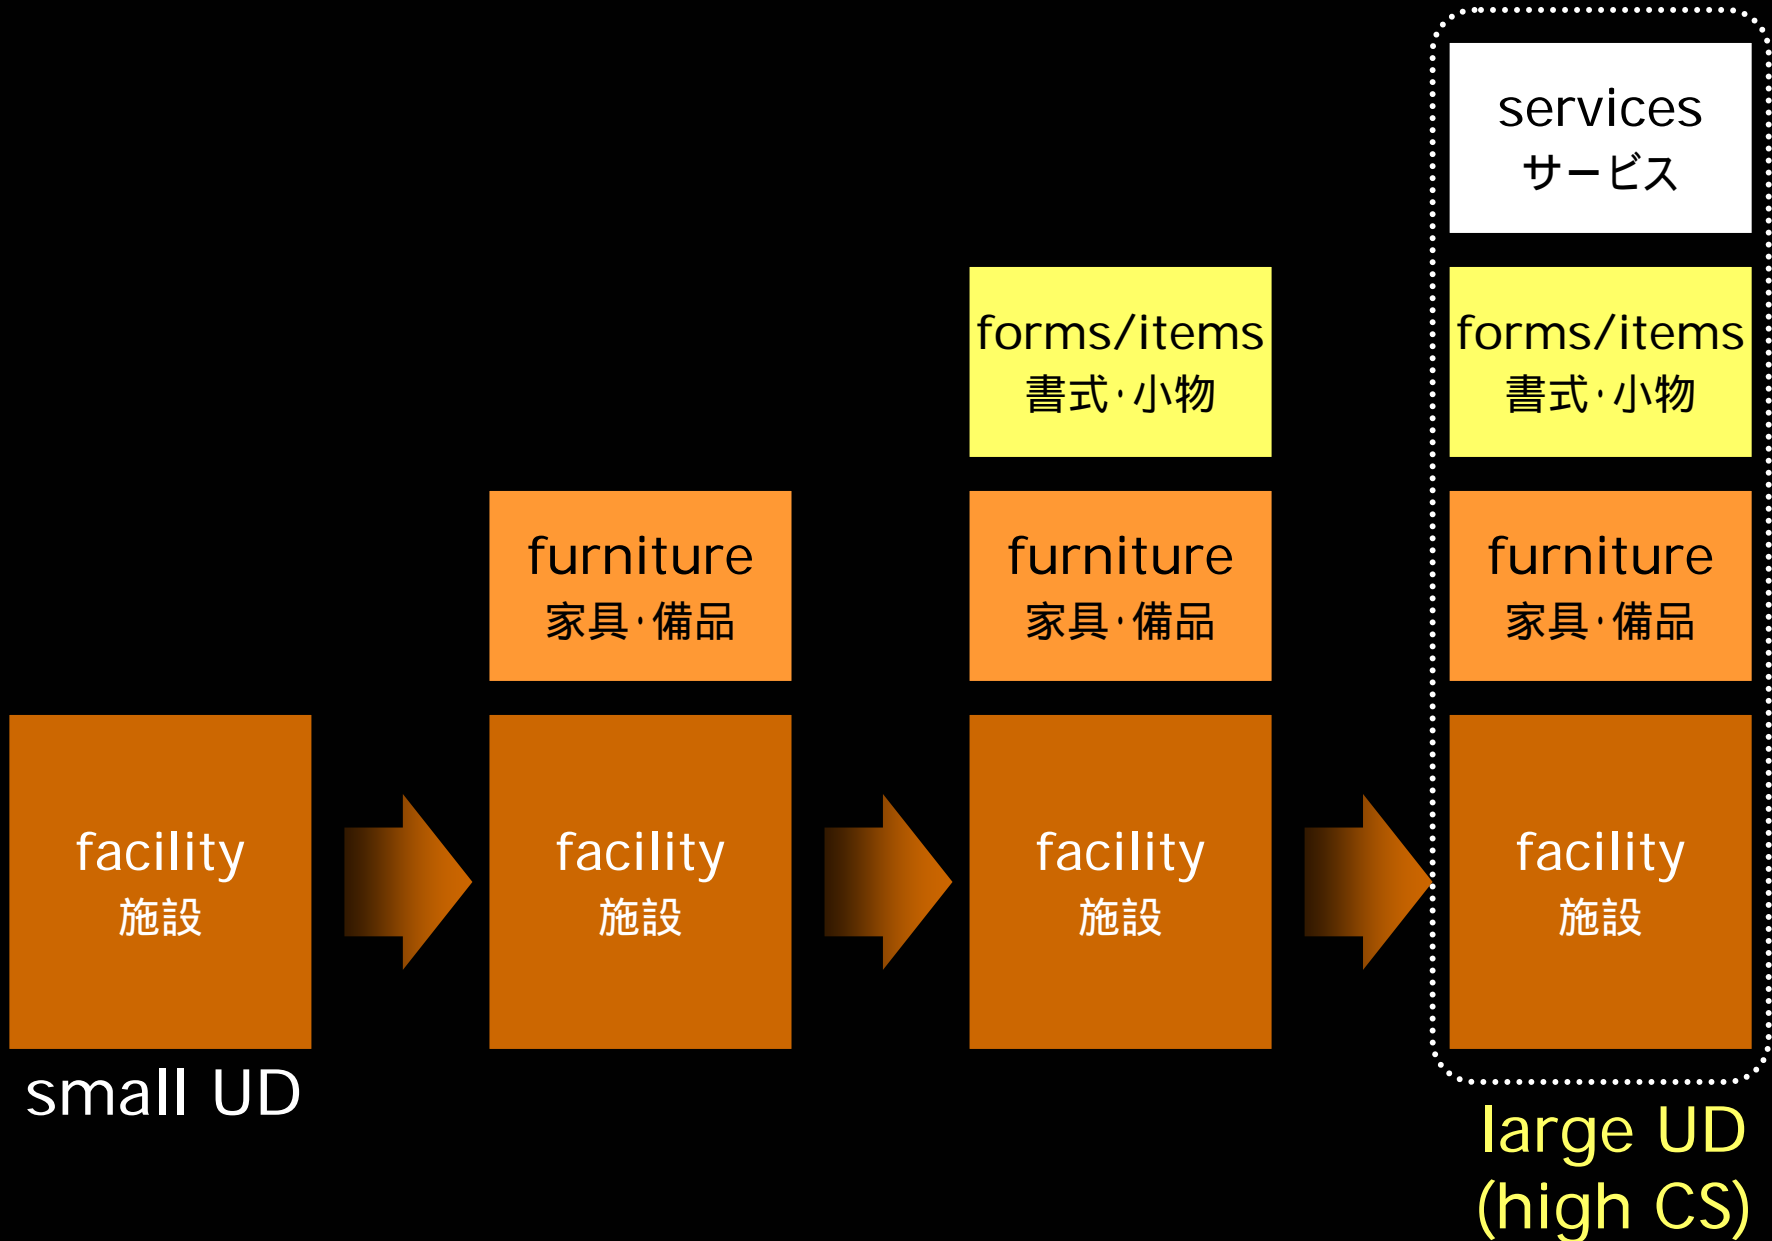 services
サービス
forms/items
書式・小物
forms/items
書式・小物
furniture
家具・備品
furniture
家具・備品
furniture
家具・備品
facility
施設
facility
施設
facility
施設
facility
施設
small UD
large UD
(high CS)